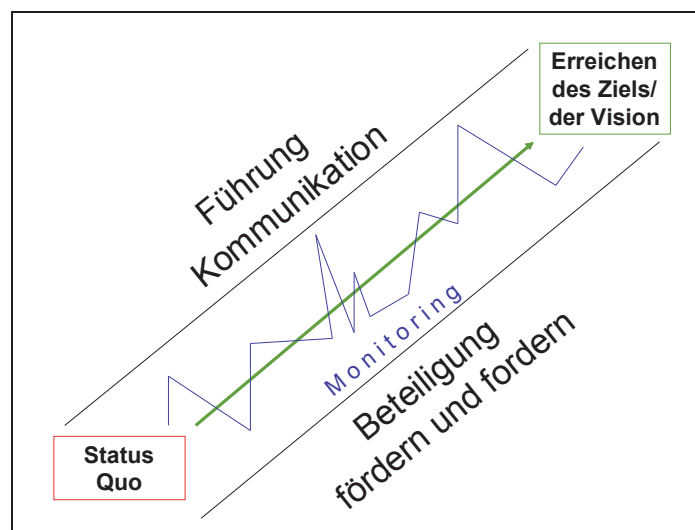 Erreichen
des Ziels/
der Vision
Führung
Kommunikation
Monitoring
Beteiligung
fördern und fordern
Status
Quo